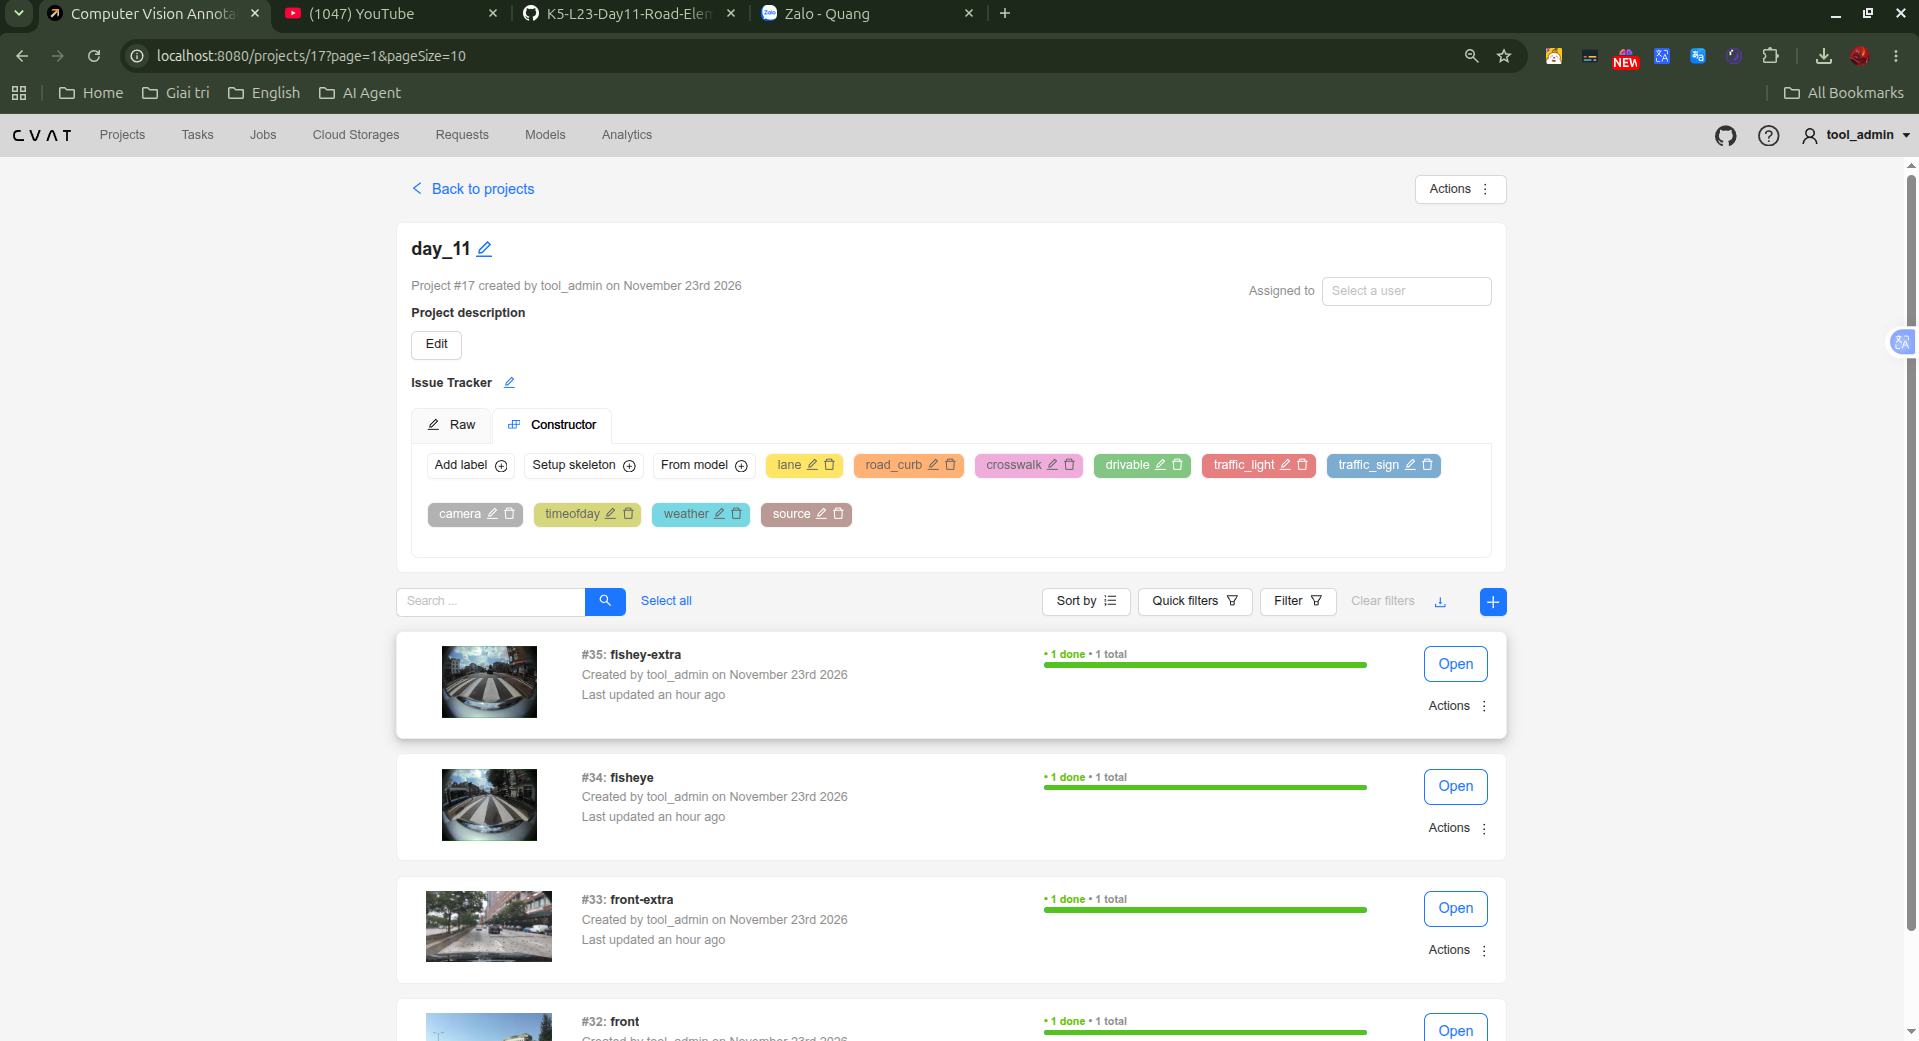 Computer Vision Annota
(1047) YouTube
K5-L23-Day11-Road-Elem
Zalo - Quang
localhost:8080/projects/17?page=1&pageSize=10
NEW
Home
Giai tri
English
AI Agent
All Bookmarks
CVAT
Projects
Tasks
Jobs
Cloud Storages
Requests
Models
Analytics
tool_admin
Back to projects
Actions
day_11
Project #17 created by tool_admin on November 23rd 2026
Assigned to
Select a user
Project description
Edit
Issue Tracker
Raw
Constructor
Add label
Setup skeleton
From model
lane
road_curb
crosswalk
drivable
traffic_light
traffic_sign
camera
timeofday
weather
source
Search ...
Select all
Sort by
Quick filters
Filter
Clear filters
#35: fishey-extra
Created by tool_admin on November 23rd 2026
Last updated an hour ago
• 1 done • 1 total
Open
Actions
#34: fisheye
Created by tool_admin on November 23rd 2026
Last updated an hour ago
• 1 done • 1 total
Open
Actions
#33: front-extra
Created by tool_admin on November 23rd 2026
Last updated an hour ago
• 1 done • 1 total
Open
Actions
#32: front
Created by tool_admin on November 23rd 2026
• 1 done • 1 total
Open